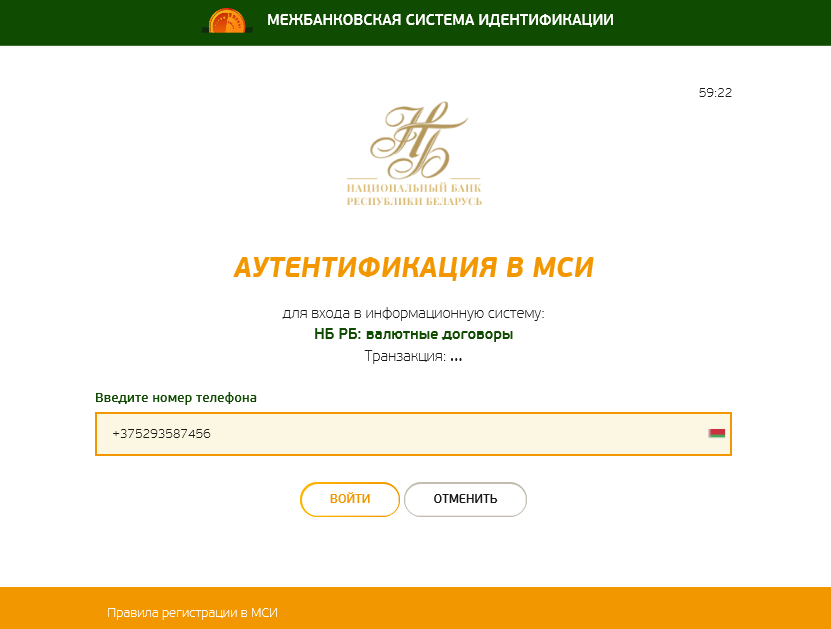 МЕЖБАНКОВСКАЯ СИСТЕМА ИДЕНТИФИКАЦИИ
59:22
НБ
НАЦИОНАЛЬНЫЙ БАНК
РЕСПУБЛИКИ БЕЛАРУСЬ
АУТЕНТИФИКАЦИЯ В МСИ
для входа в информационную систему:
НБ РБ: валютные договоры
Транзакция: ...
Введите номер телефона
+375293587456
ВОЙТИ ОТМЕНИТЬ
Правила регистрации в МСИ